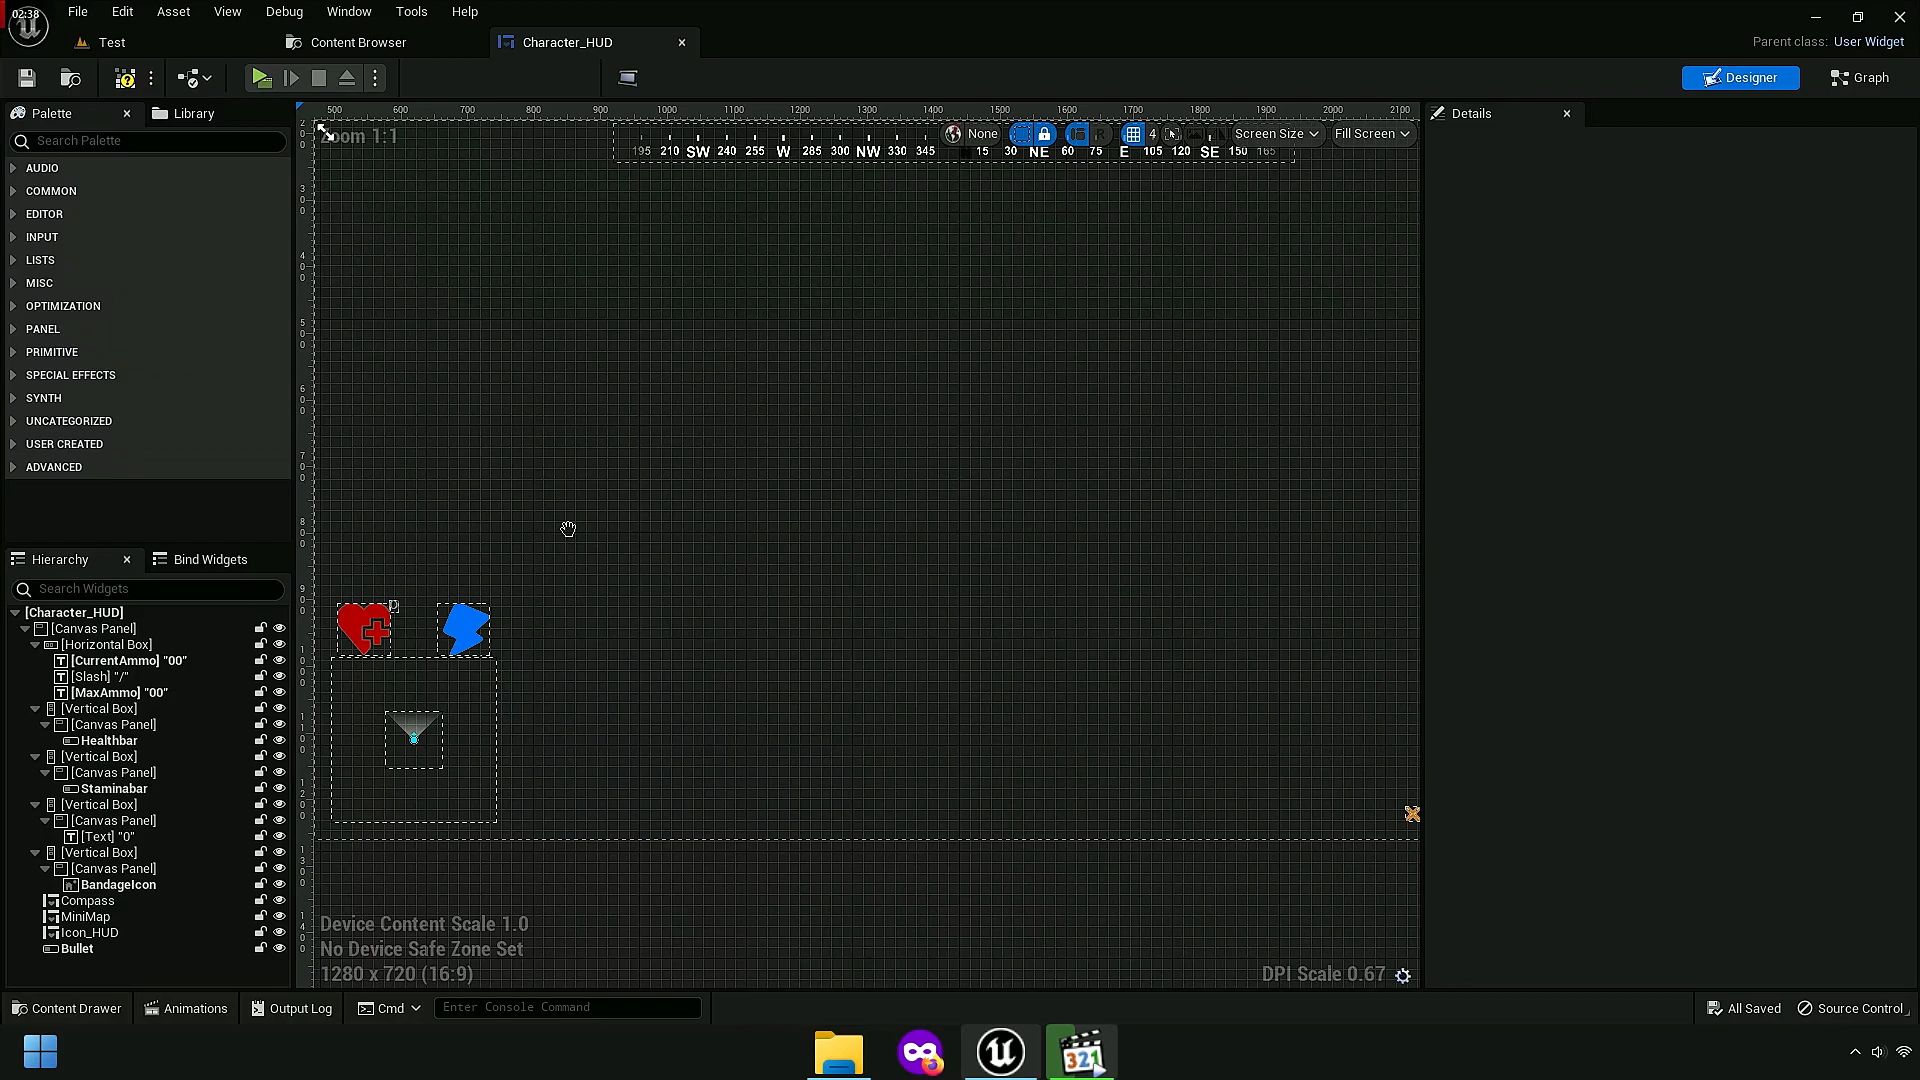 02:38
File Edit Asset View Debug Window Tools Help
Test Content Browser Character_HUD
Parent class: User Widget
Designer Graph
Palette Library
Search Palette
AUDIO
COMMON
EDITOR
INPUT
LISTS
MISC
OPTIMIZATION
PANEL
PRIMITIVE
SPECIAL EFFECTS
SYNTH
UNCATEGORIZED
USER CREATED
ADVANCED
Hierarchy Bind Widgets
Search Widgets
[Character_HUD]
[Canvas Panel]
[Horizontal Box]
[CurrentAmmo] "00"
[Slash] "/"
[MaxAmmo] "00"
[Vertical Box]
[Canvas Panel]
Healthbar
[Vertical Box]
[Canvas Panel]
Staminabar
[Vertical Box]
[Canvas Panel]
[Text] "0"
[Vertical Box]
[Canvas Panel]
BandageIcon
Compass
MiniMap
Icon_HUD
Bullet
500 600 700 800 900 1000 1100 1200 1300 1400 1500 1600 1700 1800 1900 2000 2100
Zoom 1:1
None R 4 Screen Size Fill Screen
195 210 SW 240 255 W 285 300 NW 330 345 N 15 30 NE 60 75 E 105 120 SE 150 165
Device Content Scale 1.0
No Device Safe Zone Set
1280 x 720 (16:9)
DPI Scale 0.67
Details
Content Drawer Animations Output Log Cmd Enter Console Command
All Saved Source Control
321